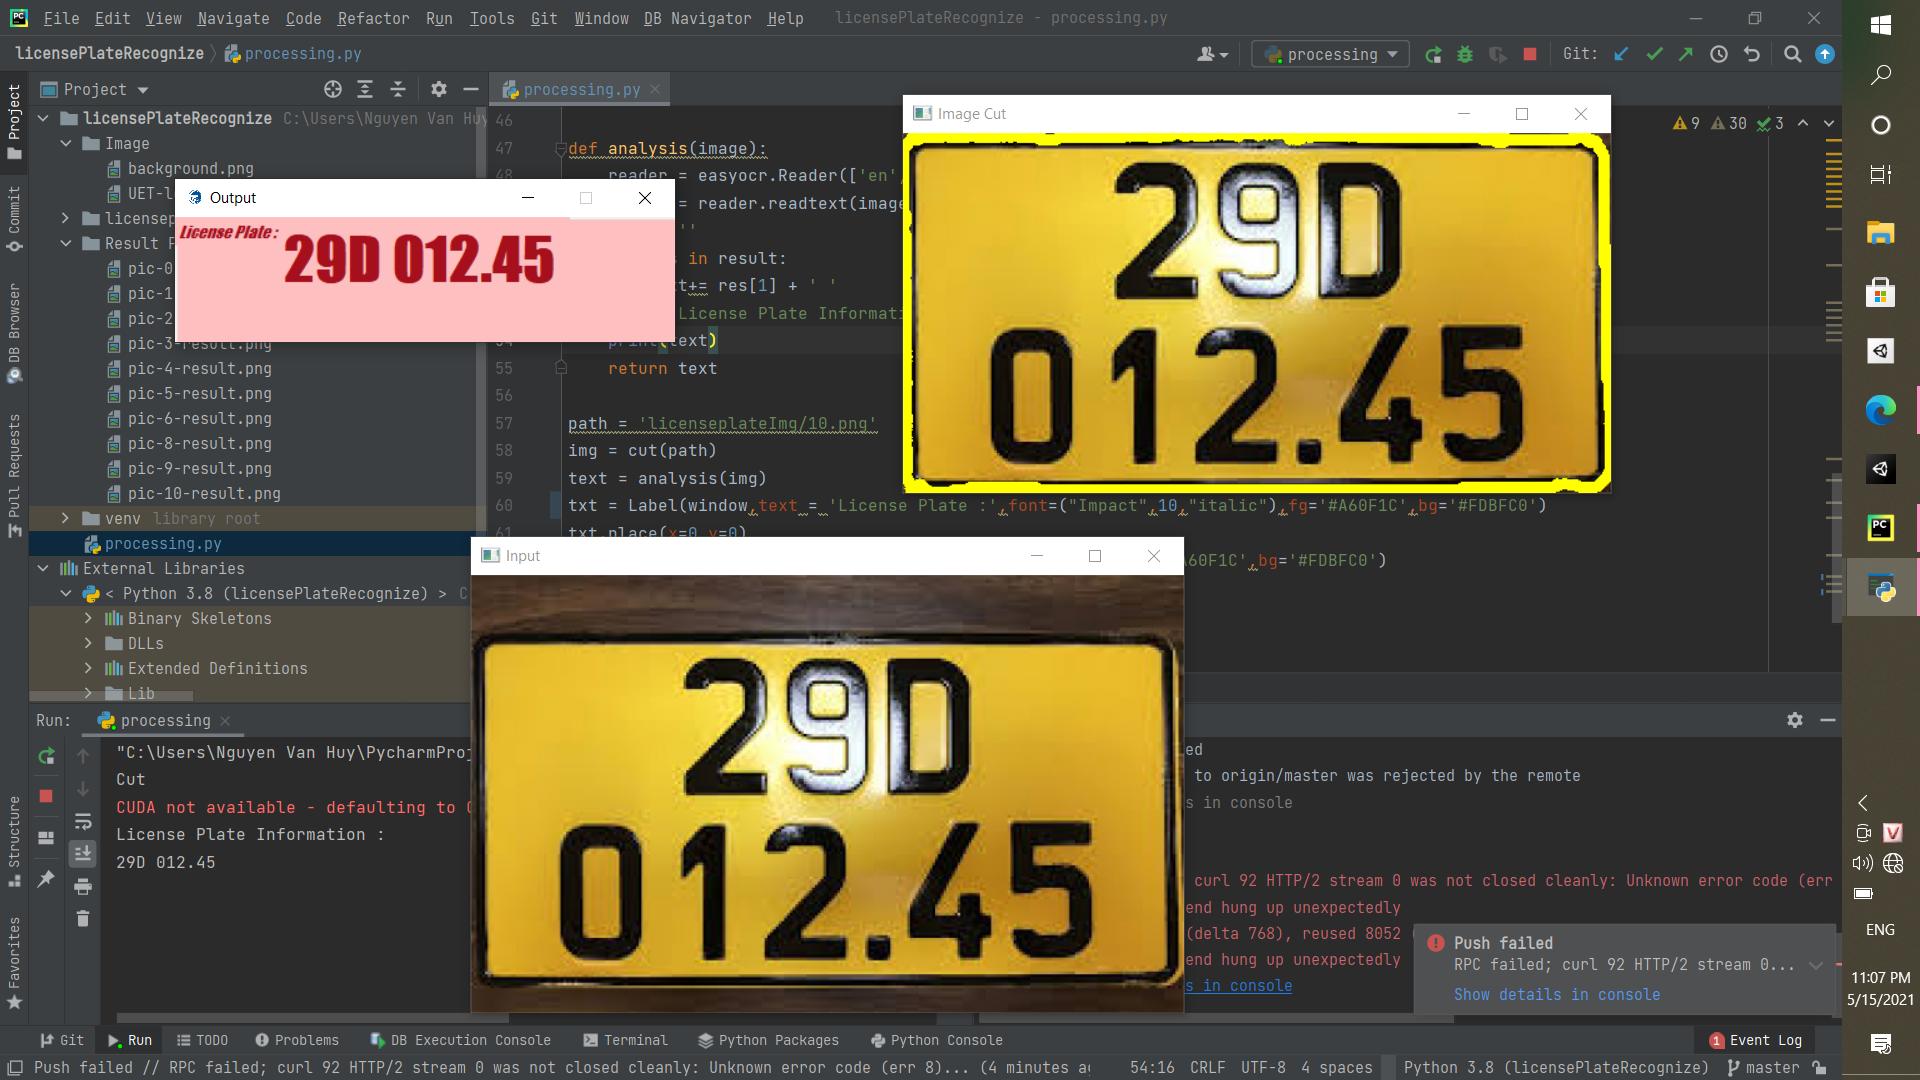 File Edit View Navigate Code Refactor Run Tools Git Window DB Navigator Help licensePlateRecognize - processing.py
licensePlateRecognize processing.py
processing Git:
Project
processing.py
Image Cut
9 30 3
licensePlateRecognize C:\Users\Nguyen Van Huy
Image
background.png
UET-l
licensep
Result P
pic-0
pic-1
pic-2
pic-3-result.png
pic-4-result.png
pic-5-result.png
pic-6-result.png
pic-8-result.png
pic-9-result.png
pic-10-result.png
venv library root
processing.py
External Libraries
< Python 3.8 (licensePlateRecognize) > C
Binary Skeletons
DLLs
Extended Definitions
Lib
Output
License Plate :
29D 012.45
46
47 def analysis(image):
48 reader = easyocr.Reader(['en',
= reader.readtext(image
''
s in result:
t+= res[1] + ' '
License Plate Informati
54 print(text)
55 return text
56
57 path = 'licenseplateImg/10.png'
58 img = cut(path)
59 text = analysis(img)
60 txt = Label(window,text = 'License Plate :',font=("Impact",10,"italic"),fg='#A60F1C',bg='#FDBFC0')
61 txt.place(x=0,y=0)
A60F1C',bg='#FDBFC0')
29D
012.45
Input
29D
012.45
Project
Commit
DB Browser
Pull Requests
Structure
Favorites
Run: processing
"C:\Users\Nguyen Van Huy\PycharmProj
Cut
CUDA not available - defaulting to C
License Plate Information :
29D 012.45
ed
to origin/master was rejected by the remote
s in console
curl 92 HTTP/2 stream 0 was not closed cleanly: Unknown error code (err
end hung up unexpectedly
(delta 768), reused 8052
end hung up unexpectedly
s in console
Push failed
RPC failed; curl 92 HTTP/2 stream 0...
Show details in console
Git Run TODO Problems DB Execution Console Terminal Python Packages Python Console 1 Event Log
Push failed // RPC failed; curl 92 HTTP/2 stream 0 was not closed cleanly: Unknown error code (err 8)... (4 minutes ag 54:16 CRLF UTF-8 4 spaces Python 3.8 (licensePlateRecognize) master
ENG
11:07 PM
5/15/2021